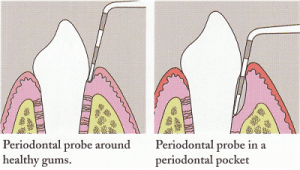 Periodontal probe around
healthy gums.
Periodontal probe in a
periodontal pocket